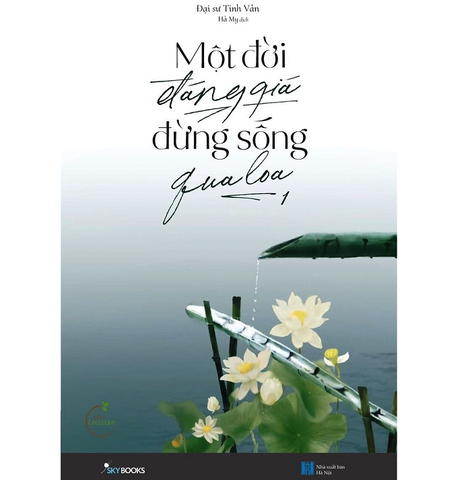 Đại sư Tinh Vân
Hà My dịch
Một đời
đáng giá
đừng sống
qua loa
1
SKYBOOKS
Nhà xuất bản
Hà Nội